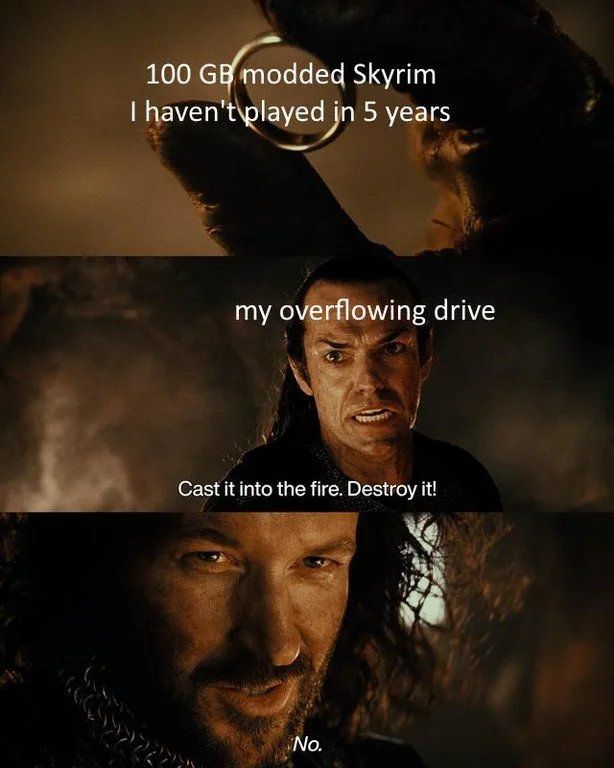 100 GB modded Skyrim
I haven't played in 5 years
my overflowing drive
Cast it into the fire. Destroy it!
No.